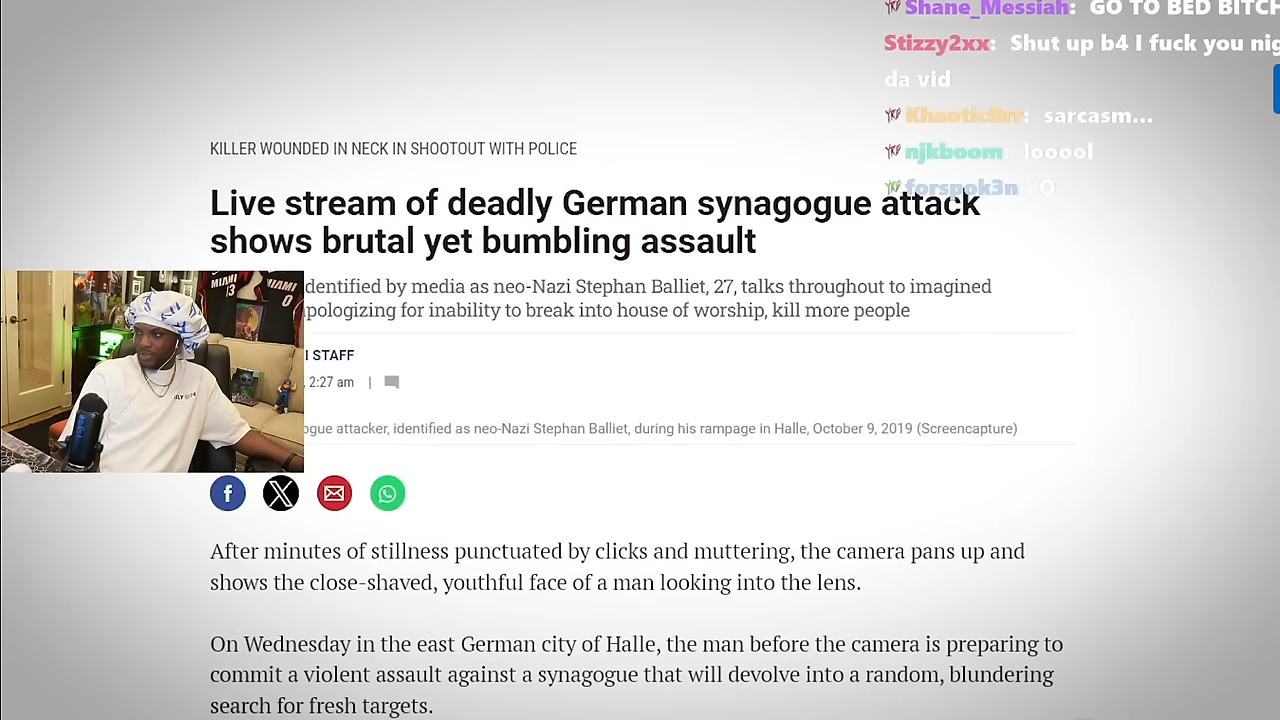 Shane_Messiah: GO TO BED BITCH
Stizzy2xx: Shut up b4 I fuck you nig
da vid
sarcasm...
njkboom: looool
forspok3n: O
KILLER WOUNDED IN NECK IN SHOOTOUT WITH POLICE
Live stream of deadly German synagogue attack
shows brutal yet bumbling assault
dentified by media as neo-Nazi Stephan Balliet, 27, talks throughout to imagined
pologizing for inability to break into house of worship, kill more people
I STAFF
, 2:27 am |
ogue attacker, identified as neo-Nazi Stephan Balliet, during his rampage in Halle, October 9, 2019 (Screencapture)
MIAMI
3
MIAMI
0
After minutes of stillness punctuated by clicks and muttering, the camera pans up and
shows the close-shaved, youthful face of a man looking into the lens.
On Wednesday in the east German city of Halle, the man before the camera is preparing to
commit a violent assault against a synagogue that will devolve into a random, blundering
search for fresh targets.